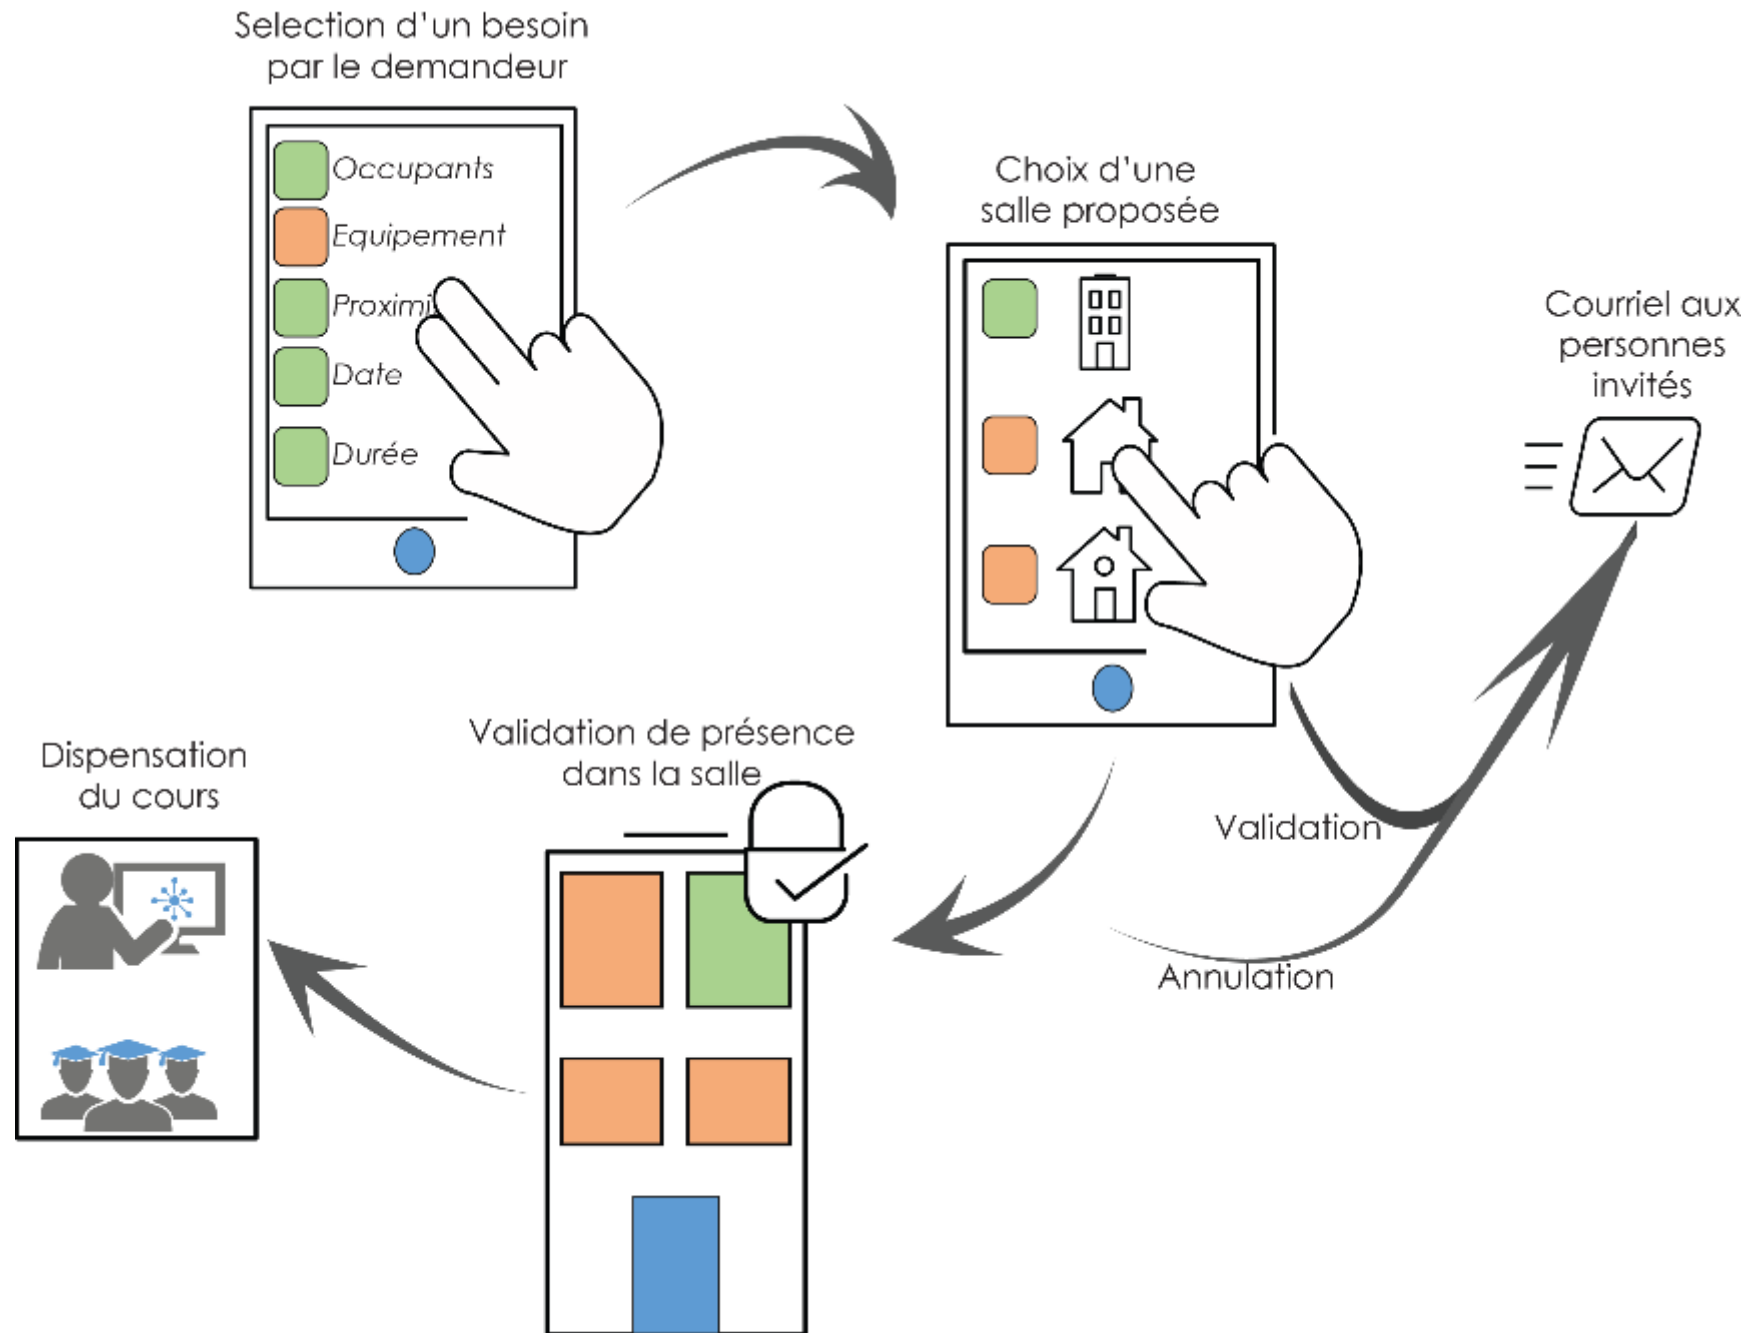 Selection d'un besoin
par le demandeur
Occupants
Equipement
Proximi
Date
Durée
Choix d'une
salle proposée
Courriel aux
personnes
invités
Validation
Annulation
Validation de présence
dans la salle
Dispensation
du cours